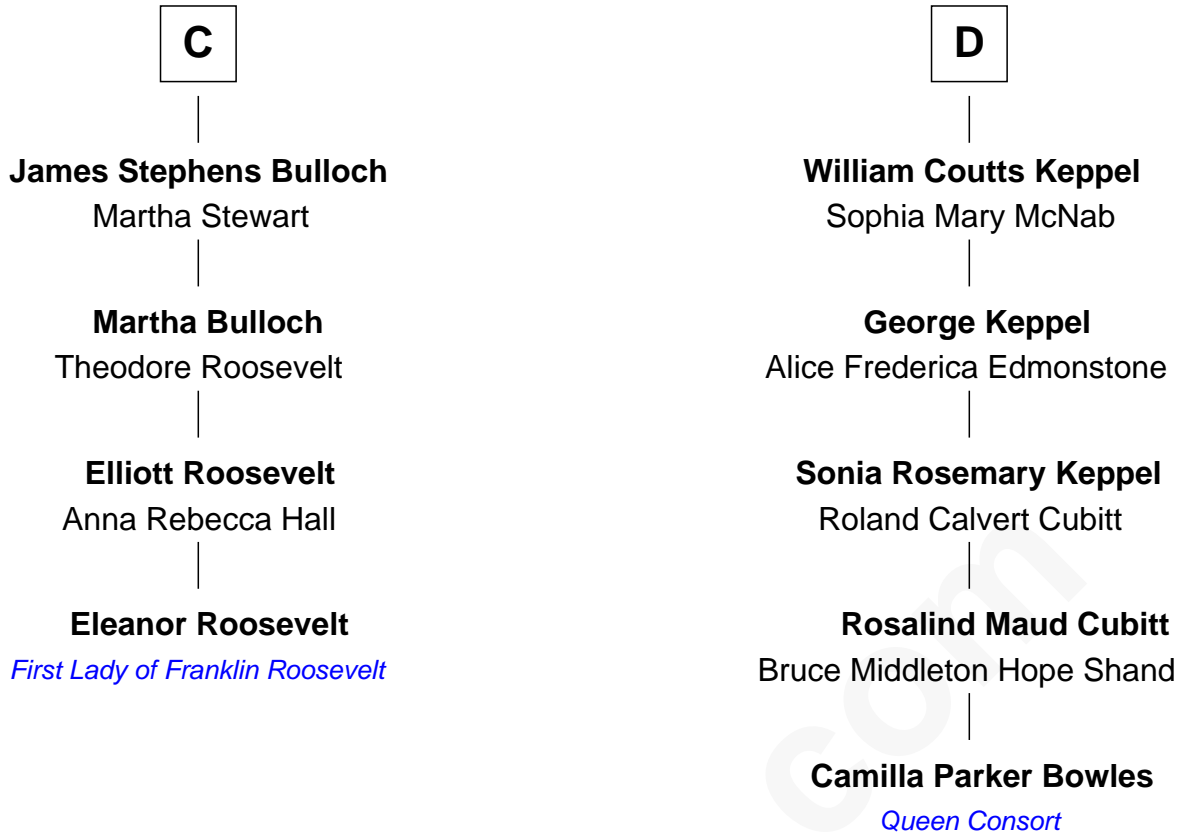 C
James Stephens Bulloch
Martha Stewart
Martha Bulloch
Theodore Roosevelt
Elliott Roosevelt
Anna Rebecca Hall
Eleanor Roosevelt
First Lady of Franklin Roosevelt
D
William Coutts Keppel
Sophia Mary McNab
George Keppel
Alice Frederica Edmonstone
Sonia Rosemary Keppel
Roland Calvert Cubitt
Rosalind Maud Cubitt
Bruce Middleton Hope Shand
Camilla Parker Bowles
Queen Consort
com